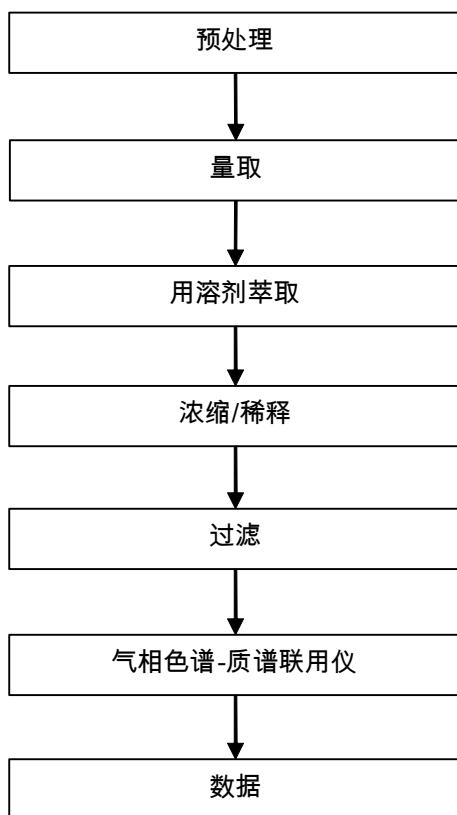 预处理
量取
用溶剂萃取
浓缩/稀释
过滤
气相色谱-质谱联用仪
数据